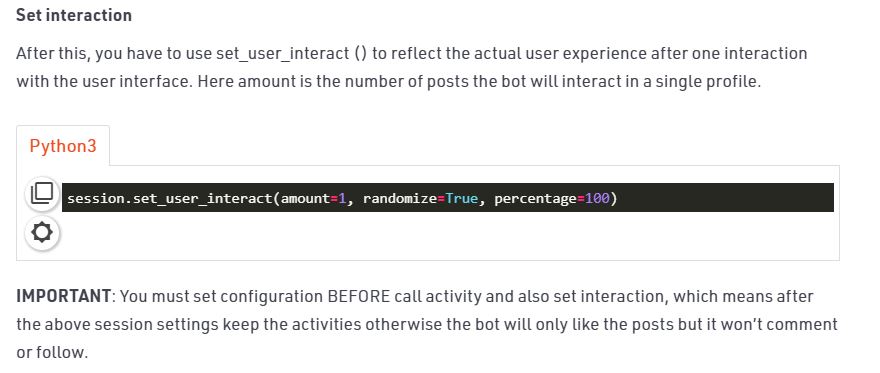 Set interaction
After this, you have to use set_user_interact () to reflect the actual user experience after one interaction
with the user interface. Here amount is the number of posts the bot will interact in a single profile.
Python3
session.set_user_interact(amount=1, randomize=True, percentage=100)
IMPORTANT: You must set configuration BEFORE call activity and also set interaction, which means after
the above session settings keep the activities otherwise the bot will only like the posts but it won't comment
or follow.